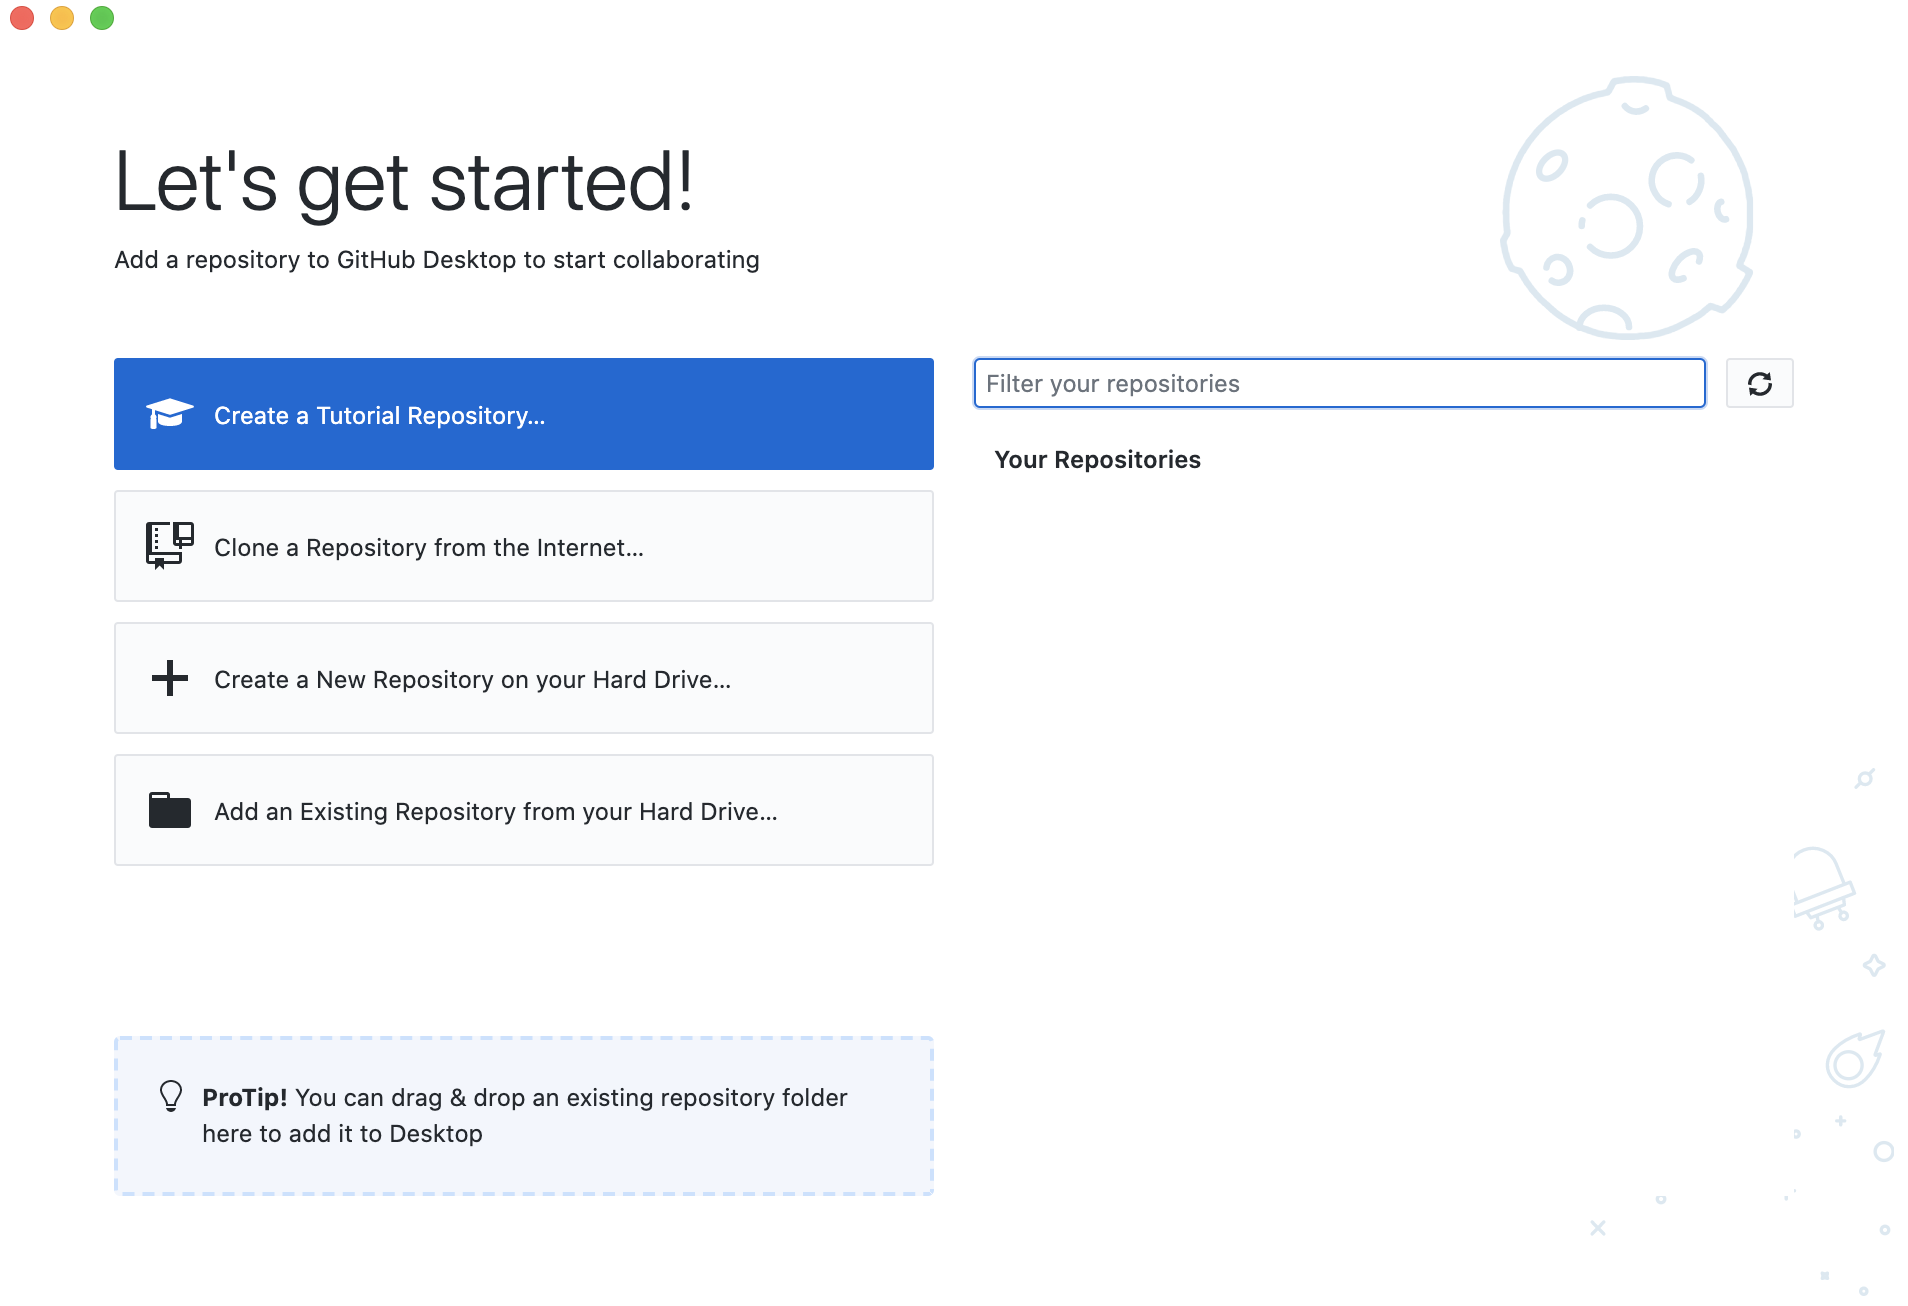 Let's get started!
Add a repository to GitHub Desktop to start collaborating
Create a Tutorial Repository...
Clone a Repository from the Internet...
Create a New Repository on your Hard Drive...
Add an Existing Repository from your Hard Drive...
ProTip! You can drag & drop an existing repository folder
here to add it to Desktop
Filter your repositories
Your Repositories